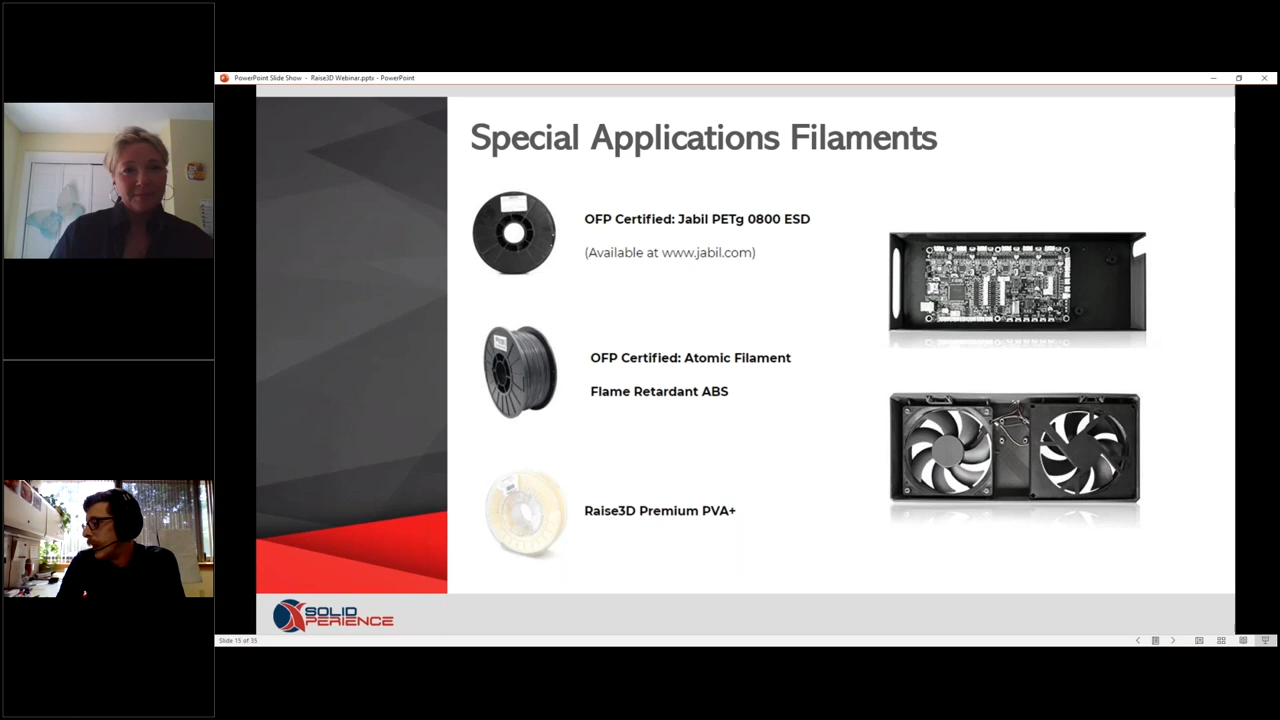 PowerPoint Slide Show - Raise3D Webinar.pptx - PowerPoint
Special Applications Filaments
OFP Certified: Jabil PETg 0800 ESD
(Available at www.jabil.com)
OFP Certified: Atomic Filament
Flame Retardant ABS
Raise3D Premium PVA+
SOLID
XPERIENCE
Slide 15 of 35